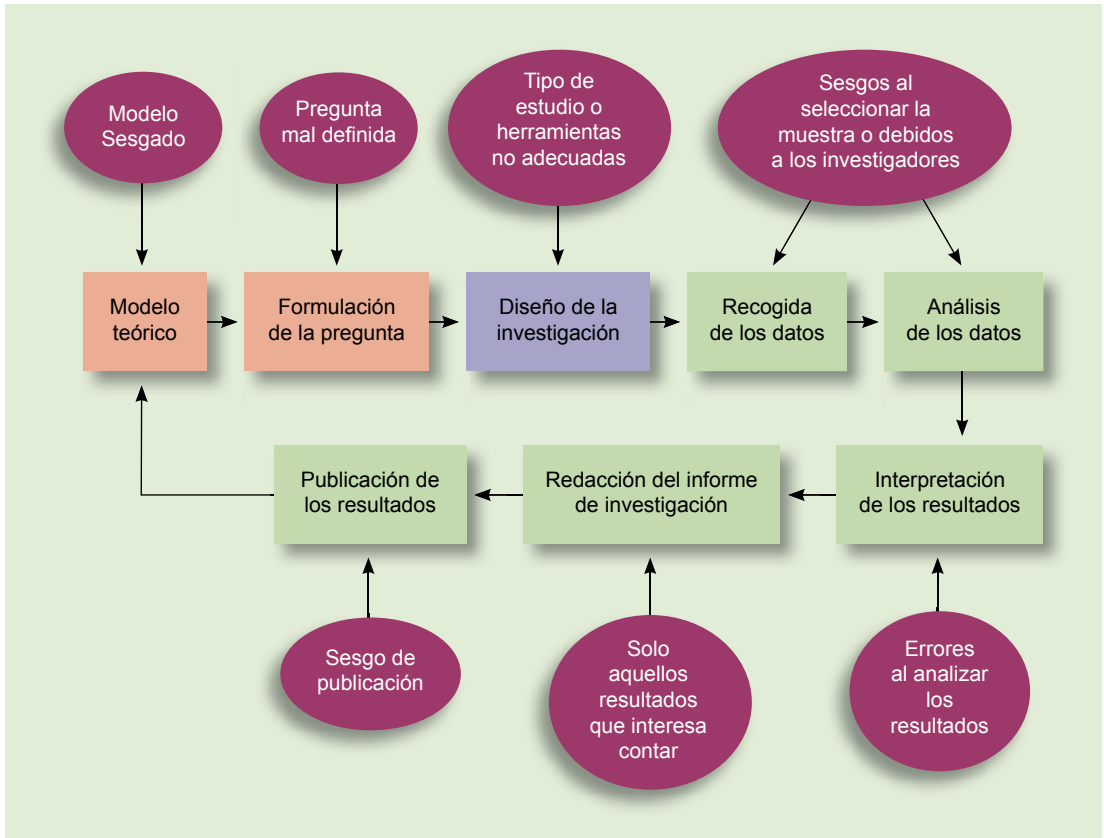 Modelo
Sesgado
Pregunta
mal definida
Tipo de
estudio o
herramientas
no adecuadas
Sesgos al
seleccionar la
muestra o debidos
a los investigadores
Modelo
teórico
Formulación
de la pregunta
Diseño de la
investigación
Recogida
de los datos
Análisis
de los datos
Publicación de
los resultados
Redacción del informe
de investigación
Interpretación
de los resultados
Sesgo de
publicación
Solo
aquellos
resultados
que interesa
contar
Errores
al analizar
los
resultados